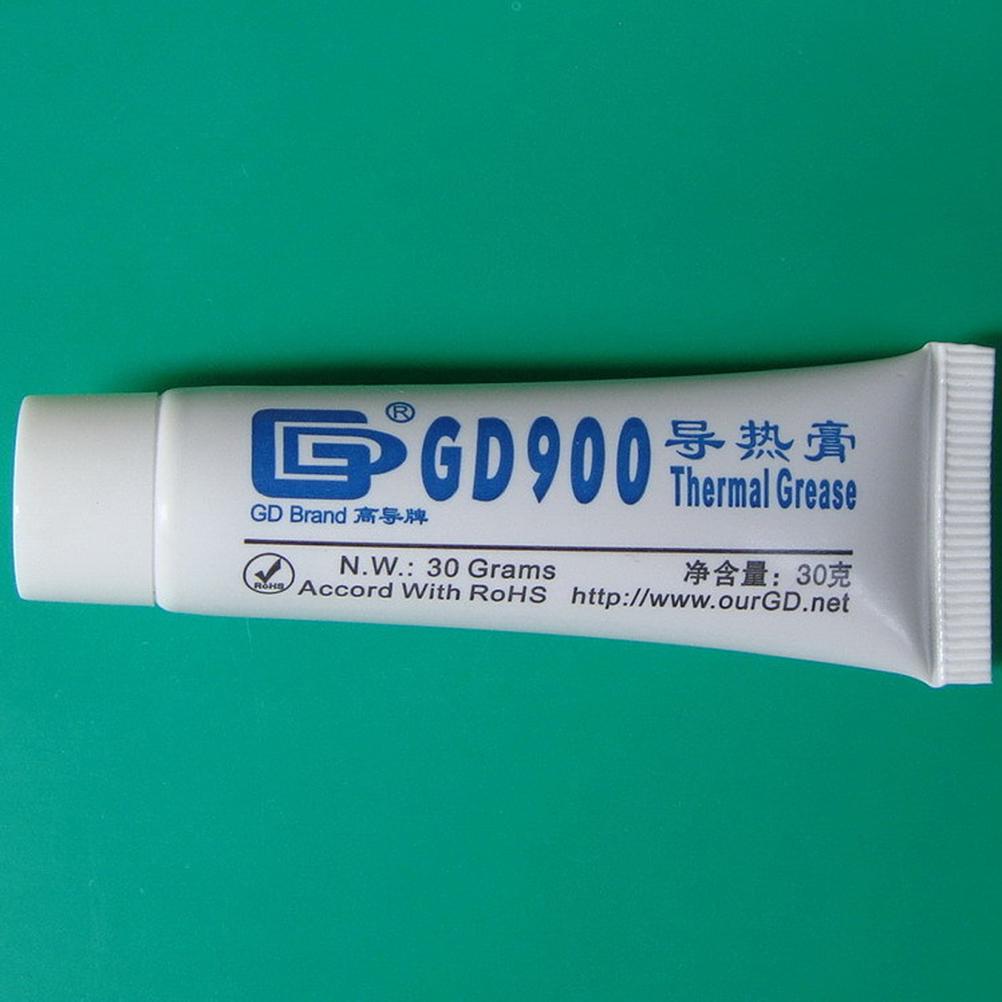 GD® GD900 导热膏
Thermal Grease
GD Brand 高导牌
RoHS
N.W.: 30 Grams 净含量: 30克
Accord With RoHS http://www.ourGD.net